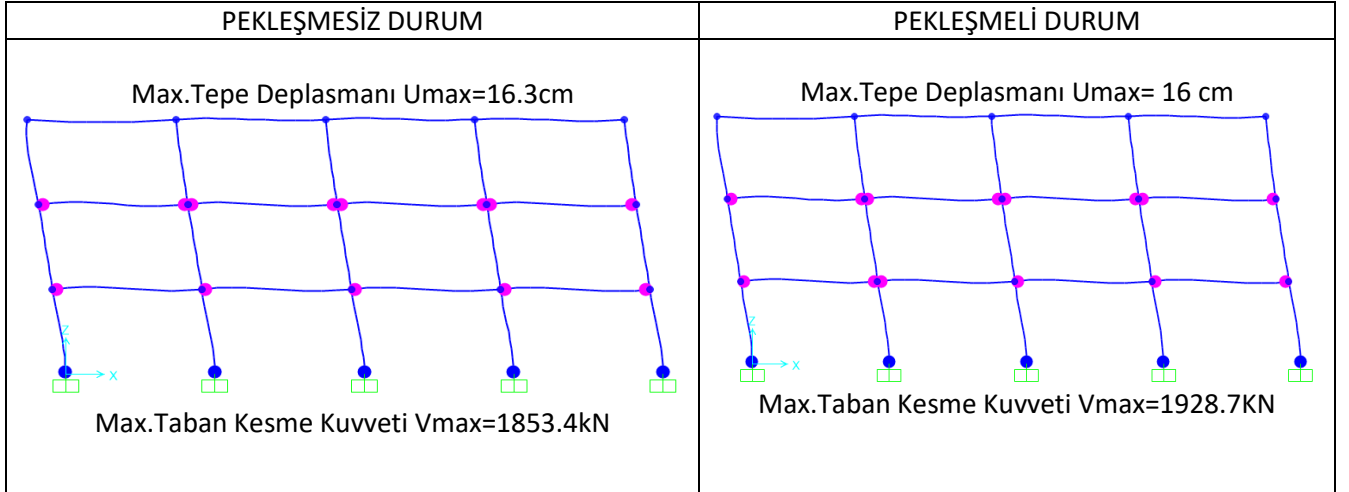 PEKLEŞMESİZ DURUM
Max.Tepe Deplasmanı Umax=16.3cm
Z
X
Max.Taban Kesme Kuvveti Vmax=1853.4kN
PEKLEŞMELİ DURUM
Max.Tepe Deplasmanı Umax= 16 cm
Z
X
Max.Taban Kesme Kuvveti Vmax=1928.7KN